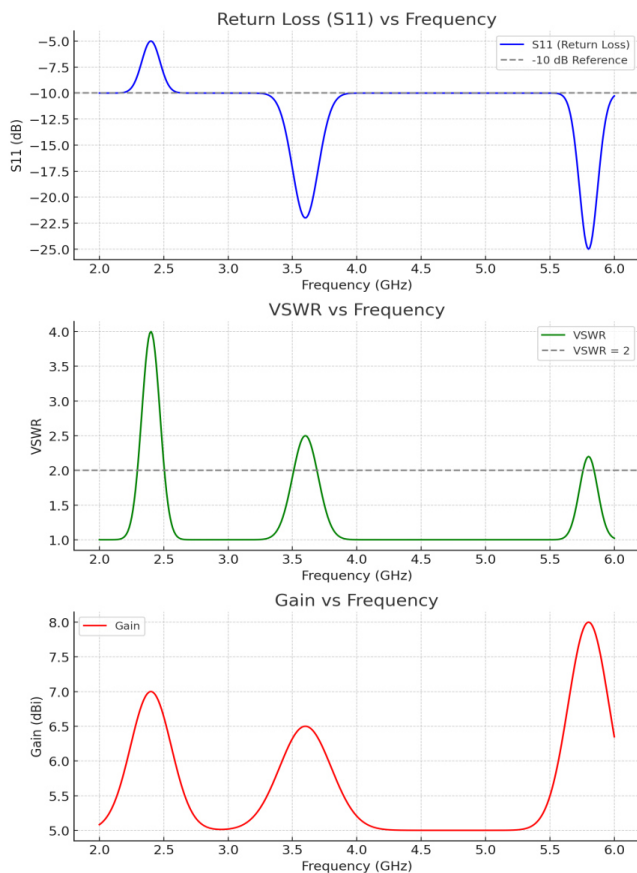 Return Loss (S11) vs Frequency
S11 (dB)
−5.0
−7.5
−10.0
−12.5
−15.0
−17.5
−20.0
−22.5
−25.0
S11 (Return Loss)
-10 dB Reference
2.0 2.5 3.0 3.5 4.0 4.5 5.0 5.5 6.0
Frequency (GHz)
VSWR vs Frequency
VSWR
4.0
3.5
3.0
2.5
2.0
1.5
1.0
VSWR
VSWR = 2
2.0 2.5 3.0 3.5 4.0 4.5 5.0 5.5 6.0
Frequency (GHz)
Gain vs Frequency
Gain (dBi)
8.0
7.5
7.0
6.5
6.0
5.5
5.0
Gain
2.0 2.5 3.0 3.5 4.0 4.5 5.0 5.5 6.0
Frequency (GHz)